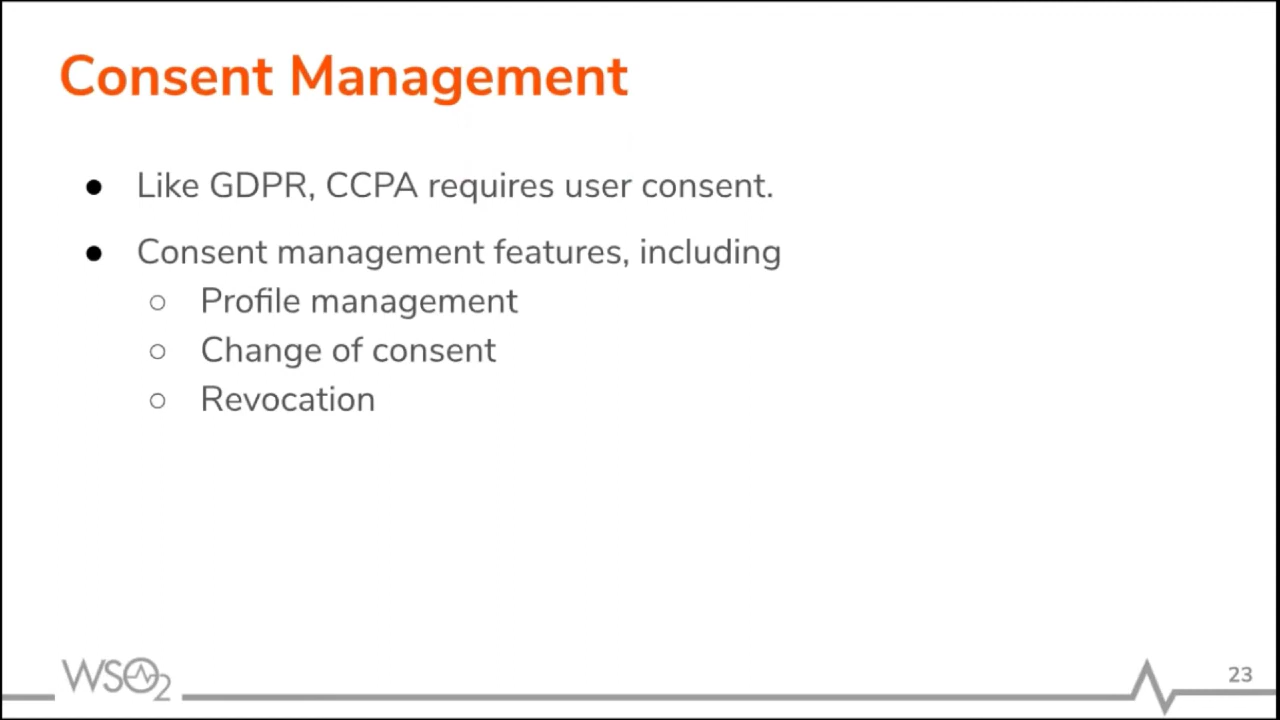 Consent Management
● Like GDPR, CCPA requires user consent.
● Consent management features, including
○ Profile management
○ Change of consent
○ Revocation
WSO2
23